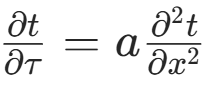 ∂t/∂τ = a ∂²t/∂x²